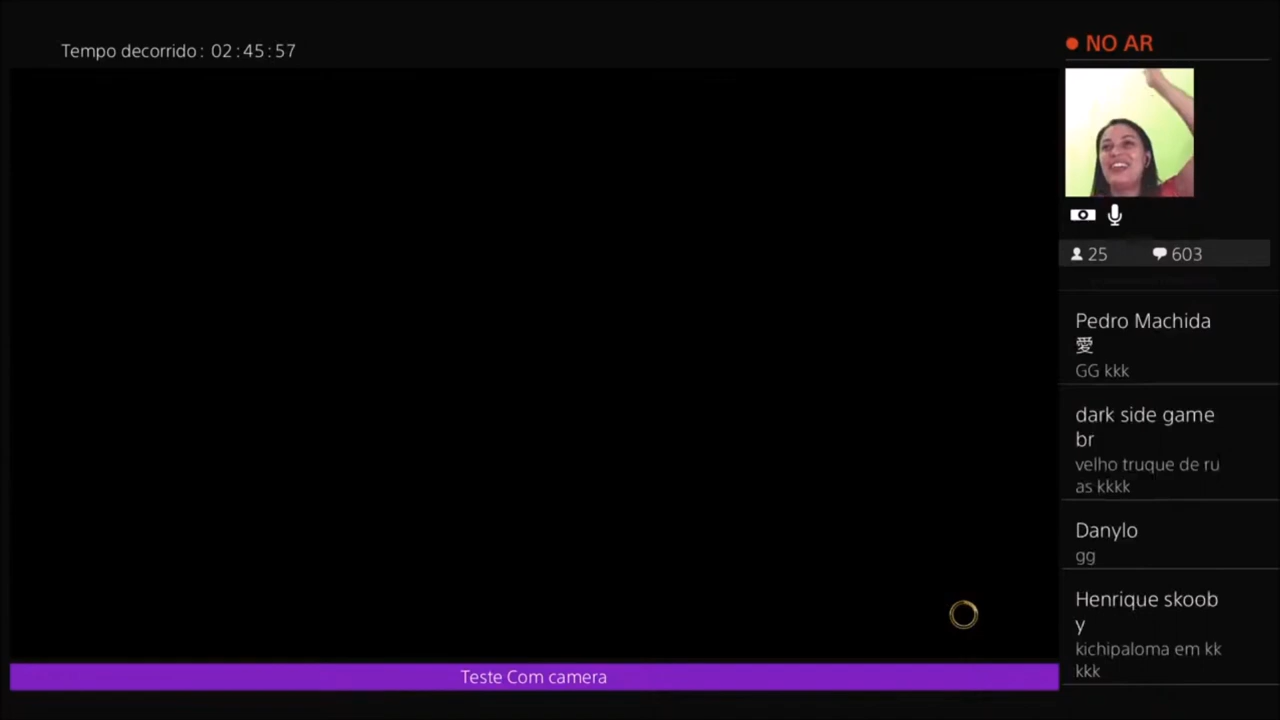 Tempo decorrido: 02:45:57
NO AR
25 603
Pedro Machida
愛
GG kkk
dark side game
br
velho truque de ru
as kkkk
Danylo
gg
Henrique skoob
y
kichipaloma em kk
kkk
Teste Com camera